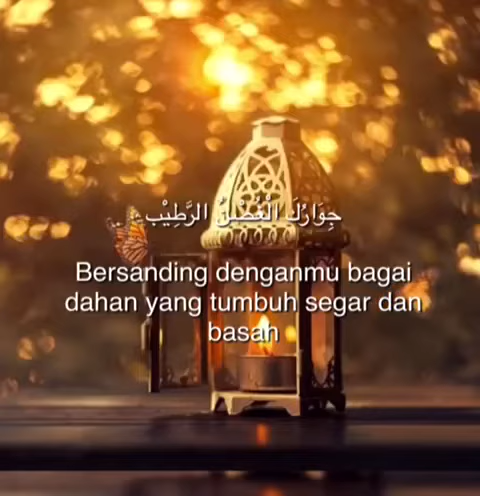 جِوَارُكَ الْغُصْنُ الرَّطِيْبُ
Bersanding denganmu bagai
dahan yang tumbuh segar dan
basah